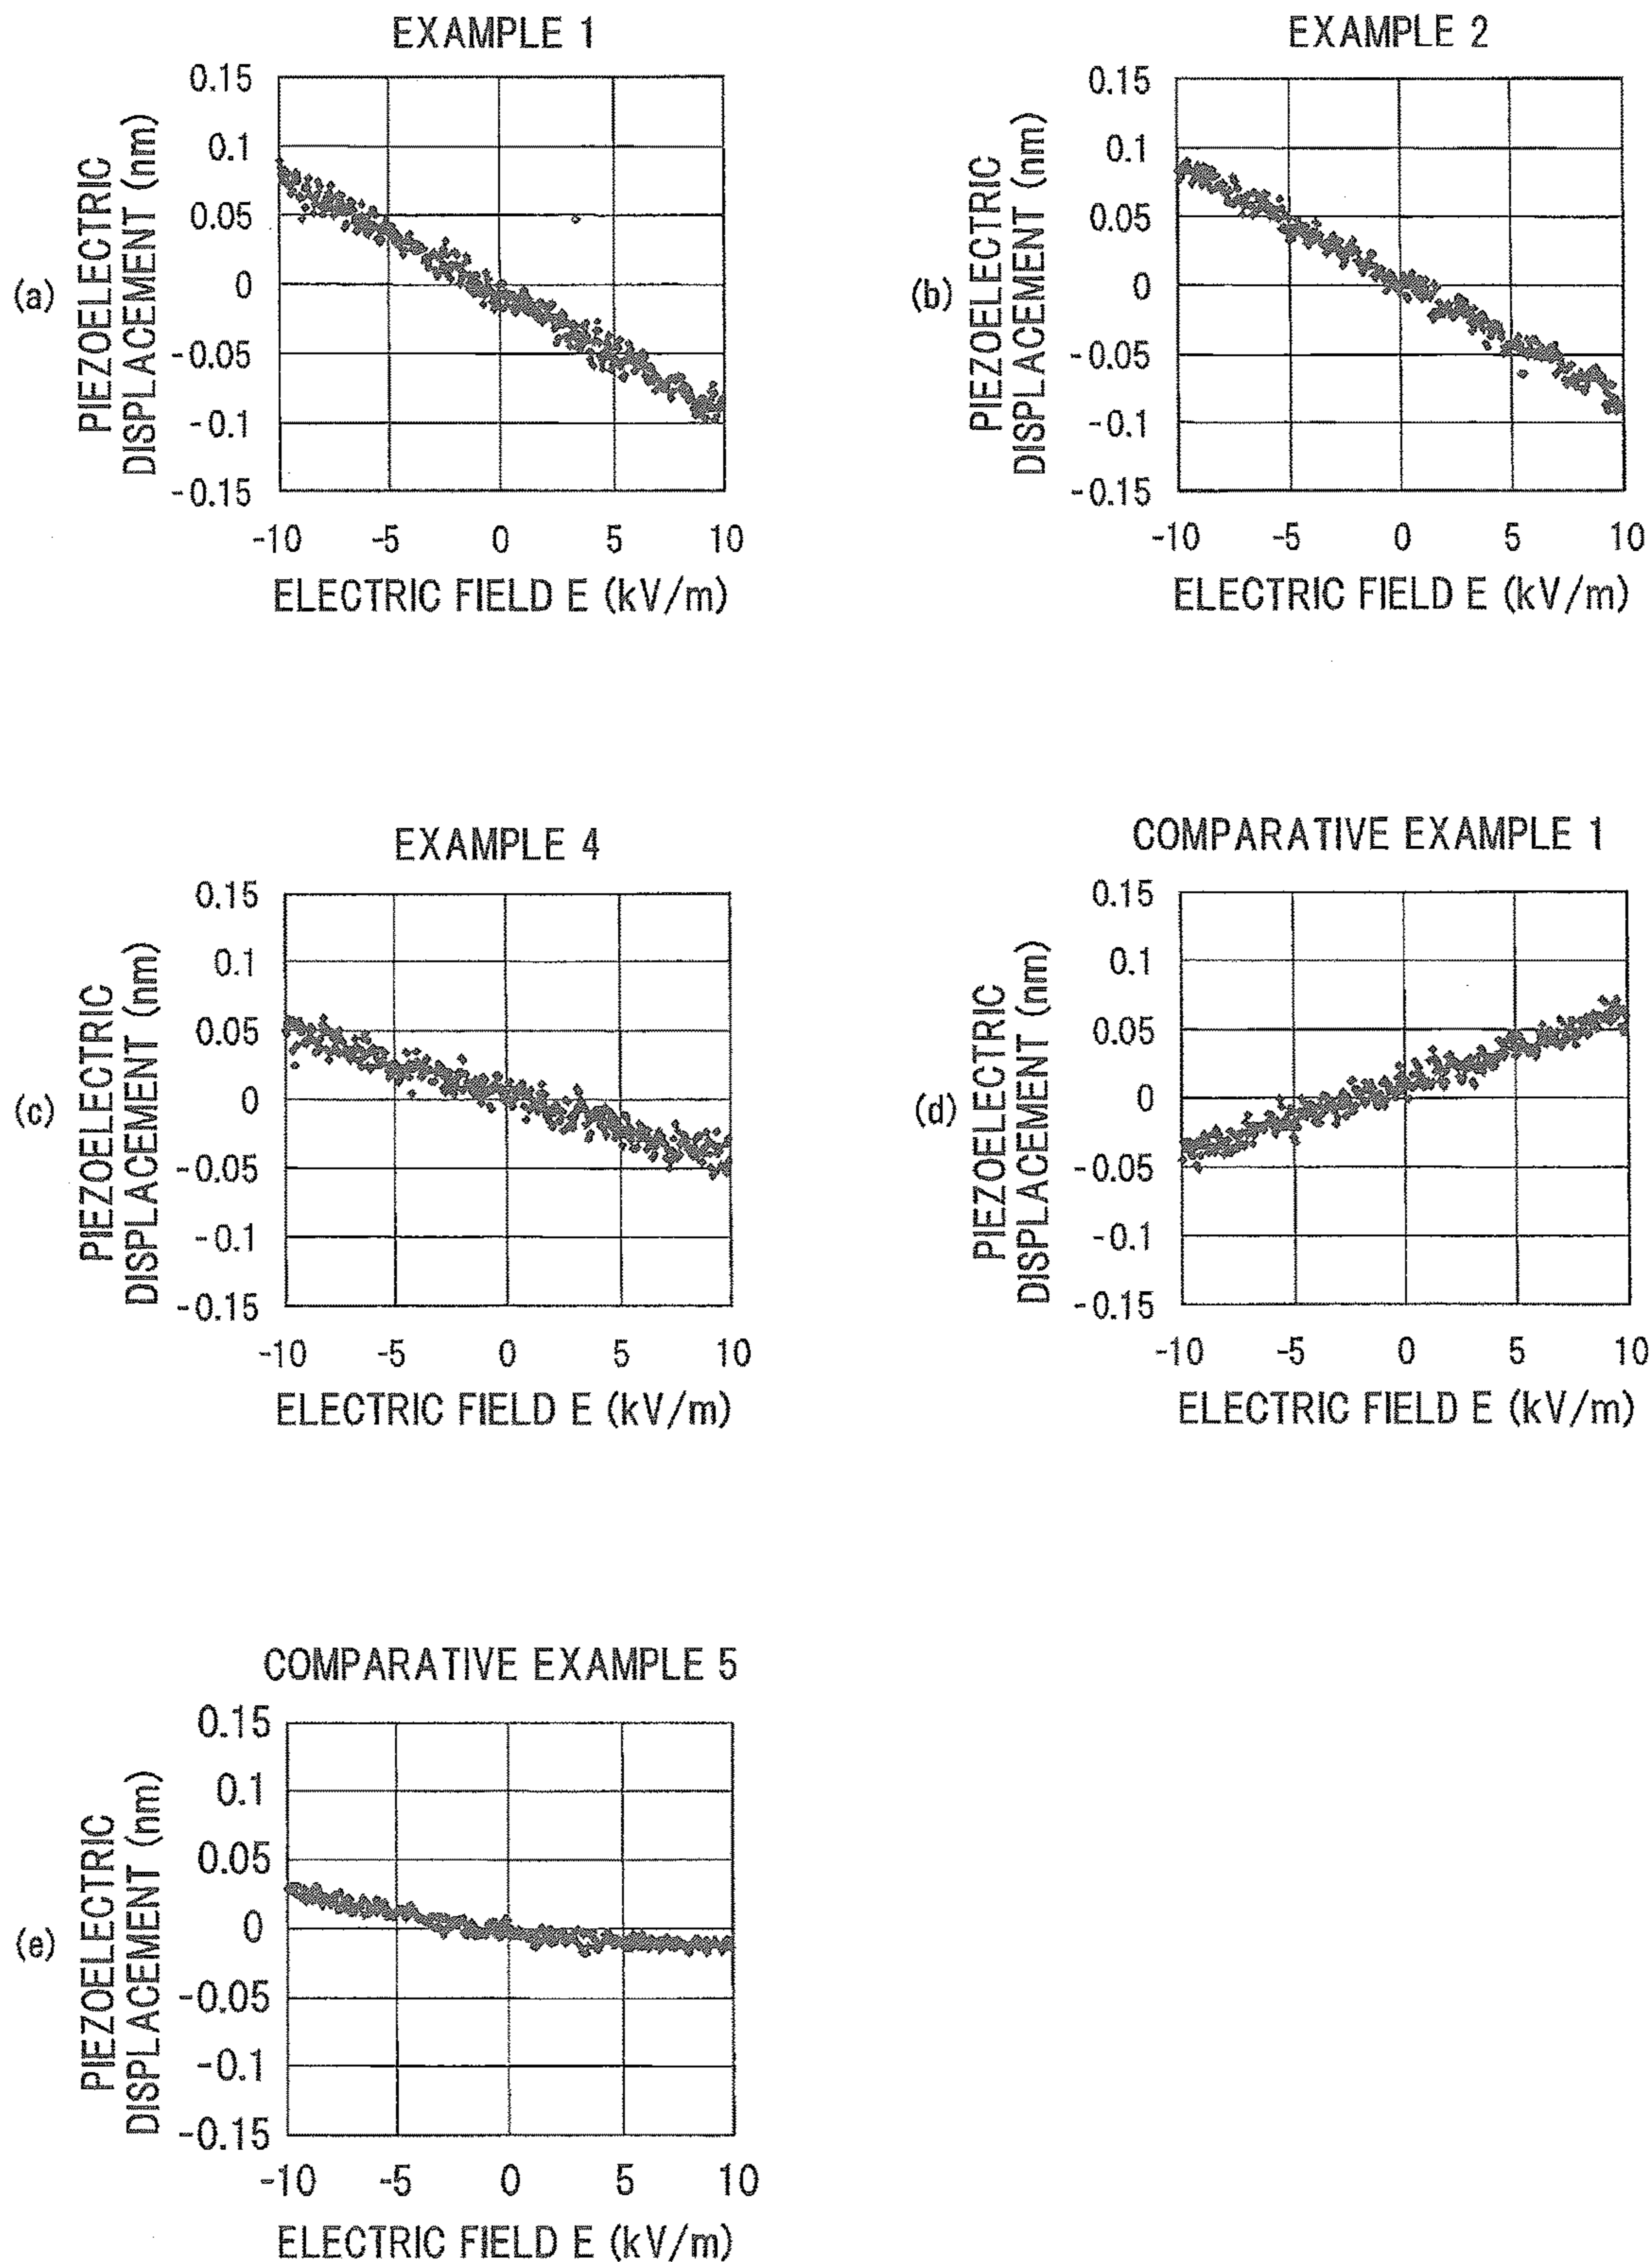 EXAMPLE 1
(a)
PIEZOELECTRIC
DISPLACEMENT (nm)
0.15
0.1
0.05
0
-0.05
-0.1
-0.15
-10 -5 0 5 10
ELECTRIC FIELD E (kV/m)
EXAMPLE 2
(b)
PIEZOELECTRIC
DISPLACEMENT (nm)
0.15
0.1
0.05
0
-0.05
-0.1
-0.15
-10 -5 0 5 10
ELECTRIC FIELD E (kV/m)
EXAMPLE 4
(c)
PIEZOELECTRIC
DISPLACEMENT (nm)
0.15
0.1
0.05
0
-0.05
-0.1
-0.15
-10 -5 0 5 10
ELECTRIC FIELD E (kV/m)
COMPARATIVE EXAMPLE 1
(d)
PIEZOELECTRIC
DISPLACEMENT (nm)
0.15
0.1
0.05
0
-0.05
-0.1
-0.15
-10 -5 0 5 10
ELECTRIC FIELD E (kV/m)
COMPARATIVE EXAMPLE 5
(e)
PIEZOELECTRIC
DISPLACEMENT (nm)
0.15
0.1
0.05
0
-0.05
-0.1
-0.15
-10 -5 0 5 10
ELECTRIC FIELD E (kV/m)